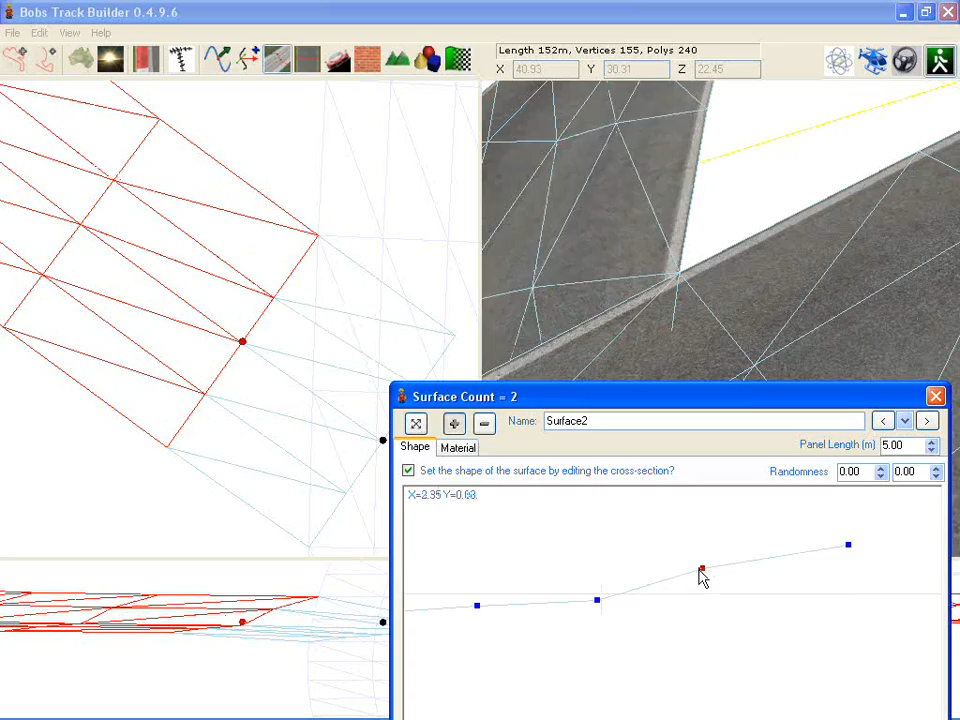 Bobs Track Builder 0.4.9.6
File Edit View Help
Length 152m, Vertices 155, Polys 240
X 40.93 Y 30.31 Z 22.45
Surface Count = 2
Name: Surface2
Shape Material
Panel Length (m) 5.00
Set the shape of the surface by editing the cross-section?
Randomness 0.00 0.00